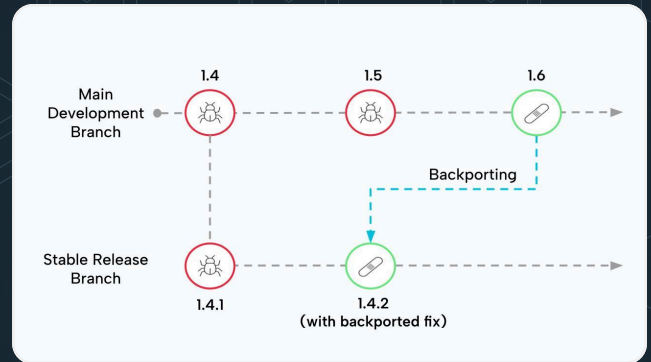 1.4
1.5
1.6
Main
Development
Branch
Backporting
Stable Release
Branch
1.4.1
1.4.2
(with backported fix)